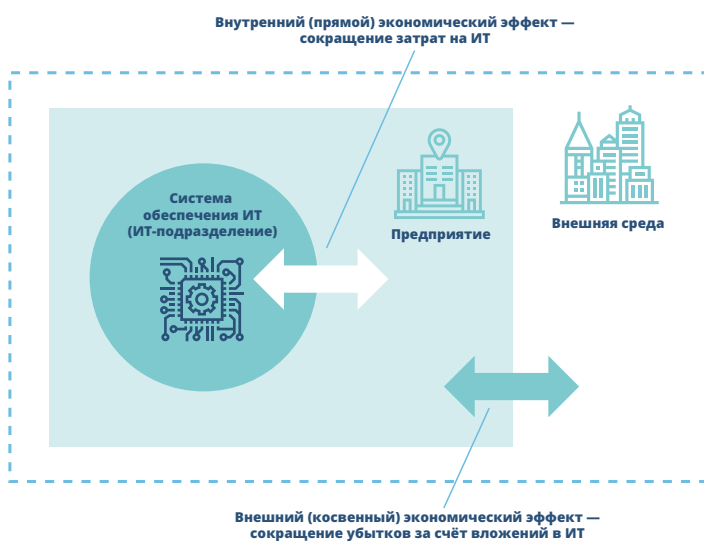 Внутренний (прямой) экономический эффект —
сокращение затрат на ИТ
Система
обеспечения ИТ
(ИТ-подразделение)
Предприятие
Внешняя среда
Внешний (косвенный) экономический эффект —
сокращение убытков за счёт вложений в ИТ